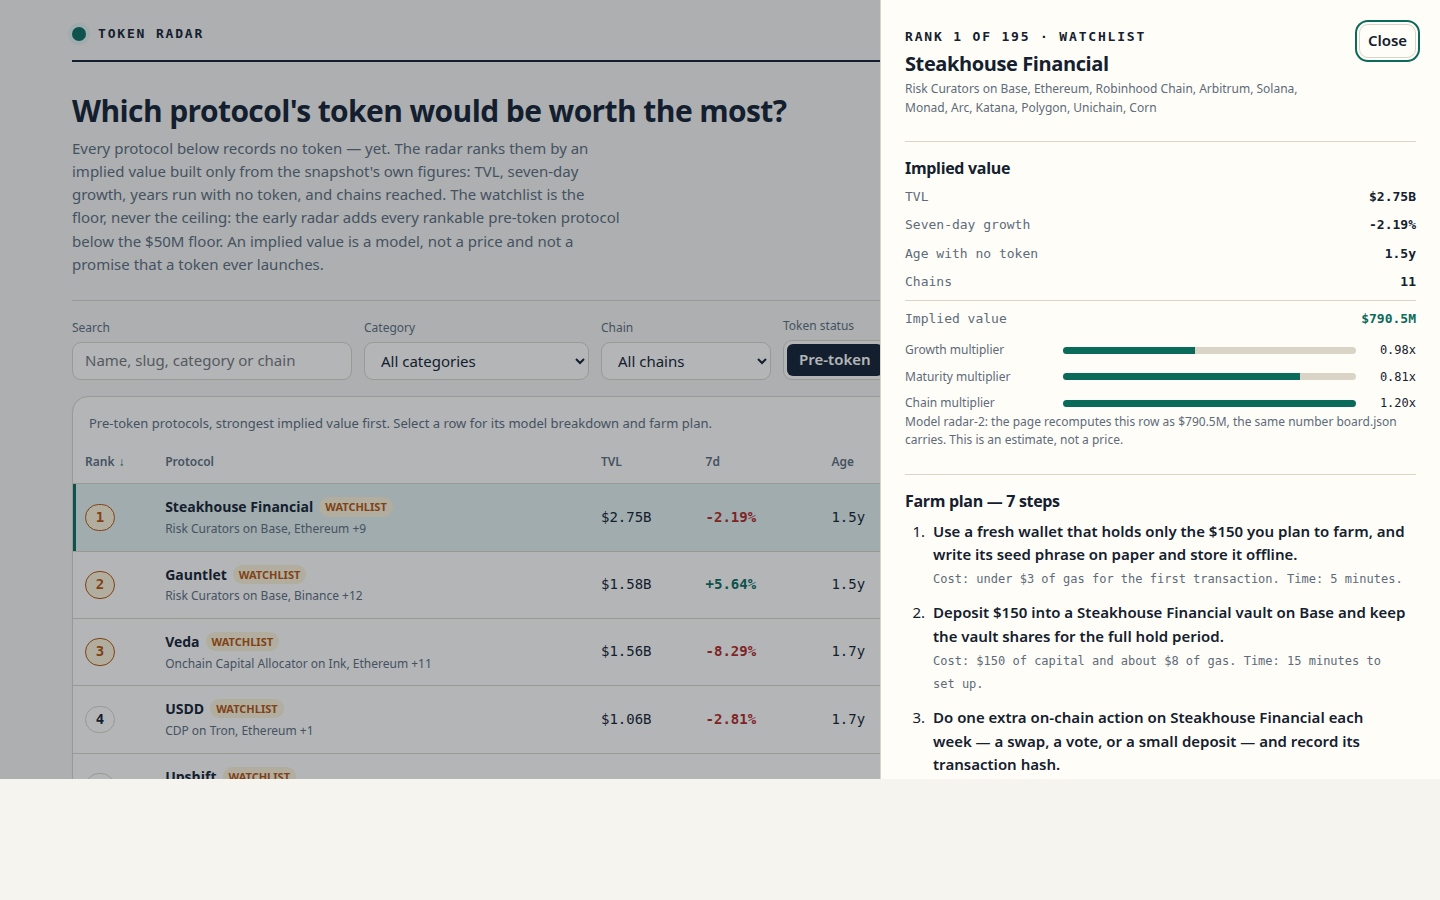 TOKEN RADAR
Which protocol's token would be worth the most?
Every protocol below records no token — yet. The radar ranks them by an
implied value built only from the snapshot's own figures: TVL, seven-day
growth, years run with no token, and chains reached. The watchlist is the
floor, never the ceiling: the early radar adds every rankable pre-token protocol
below the $50M floor. An implied value is a model, not a price and not a
promise that a token ever launches.
Search
Category
Chain
Token status
Name, slug, category or chain
All categories
All chains
Pre-token
Pre-token protocols, strongest implied value first. Select a row for its model breakdown and farm plan.
Rank ↓ Protocol TVL 7d Age
1 Steakhouse Financial WATCHLIST $2.75B -2.19% 1.5y
Risk Curators on Base, Ethereum +9
2 Gauntlet WATCHLIST $1.58B +5.64% 1.5y
Risk Curators on Base, Binance +12
3 Veda WATCHLIST $1.56B -8.29% 1.7y
Onchain Capital Allocator on Ink, Ethereum +11
4 USDD WATCHLIST $1.06B -2.81% 1.7y
CDP on Tron, Ethereum +1
Upshift WATCHLIST
RANK 1 OF 195 · WATCHLIST
Close
Steakhouse Financial
Risk Curators on Base, Ethereum, Robinhood Chain, Arbitrum, Solana,
Monad, Arc, Katana, Polygon, Unichain, Corn
Implied value
TVL $2.75B
Seven-day growth -2.19%
Age with no token 1.5y
Chains 11
Implied value $790.5M
Growth multiplier 0.98x
Maturity multiplier 0.81x
Chain multiplier 1.20x
Model radar-2: the page recomputes this row as $790.5M, the same number board.json
carries. This is an estimate, not a price.
Farm plan — 7 steps
1. Use a fresh wallet that holds only the $150 you plan to farm, and
write its seed phrase on paper and store it offline.
Cost: under $3 of gas for the first transaction. Time: 5 minutes.
2. Deposit $150 into a Steakhouse Financial vault on Base and keep
the vault shares for the full hold period.
Cost: $150 of capital and about $8 of gas. Time: 15 minutes to
set up.
3. Do one extra on-chain action on Steakhouse Financial each
week — a swap, a vote, or a small deposit — and record its
transaction hash.